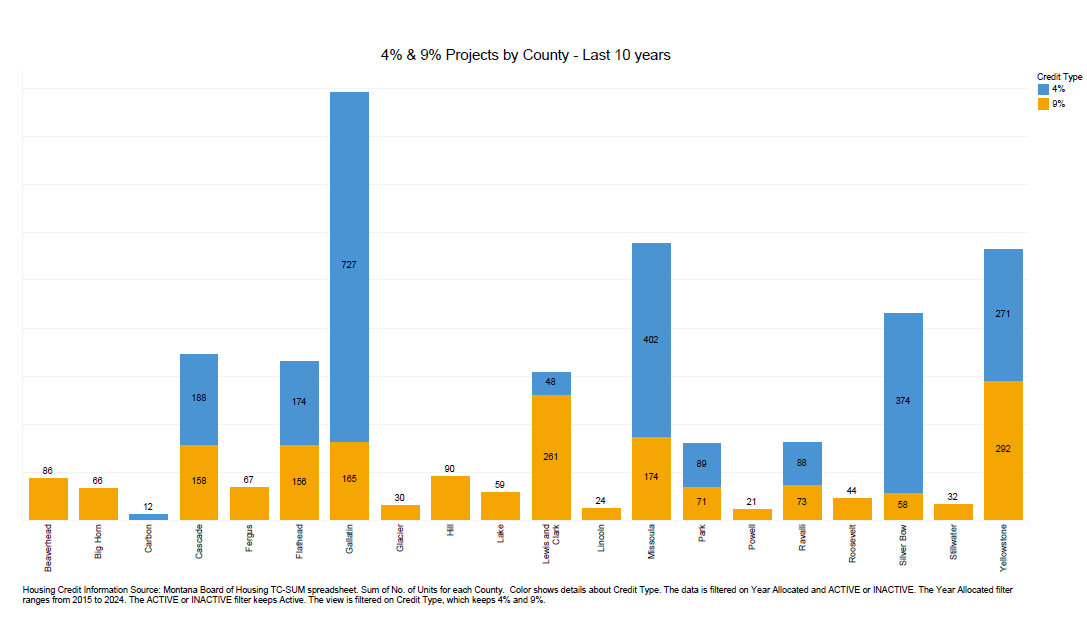 4% & 9% Projects by County - Last 10 years
Credit Type
4%
9%
727
402
271
188
174
374
48
261
292
89
88
158
156
165
174
86
66
12
67
30
90
59
24
71
21
73
44
58
32
Beaverhead
Big Horn
Carbon
Cascade
Fergus
Flathead
Gallatin
Glacier
Hill
Lake
Lewis and
Clark
Lincoln
Missoula
Park
Powell
Ravalli
Roosevelt
Silver Bow
Stillwater
Yellowstone
Housing Credit Information Source: Montana Board of Housing TC-SUM spreadsheet. Sum of No. of Units for each County.  Color shows details about Credit Type. The data is filtered on Year Allocated and ACTIVE or INACTIVE. The Year Allocated filter
ranges from 2015 to 2024. The ACTIVE or INACTIVE filter keeps Active. The view is filtered on Credit Type, which keeps 4% and 9%.